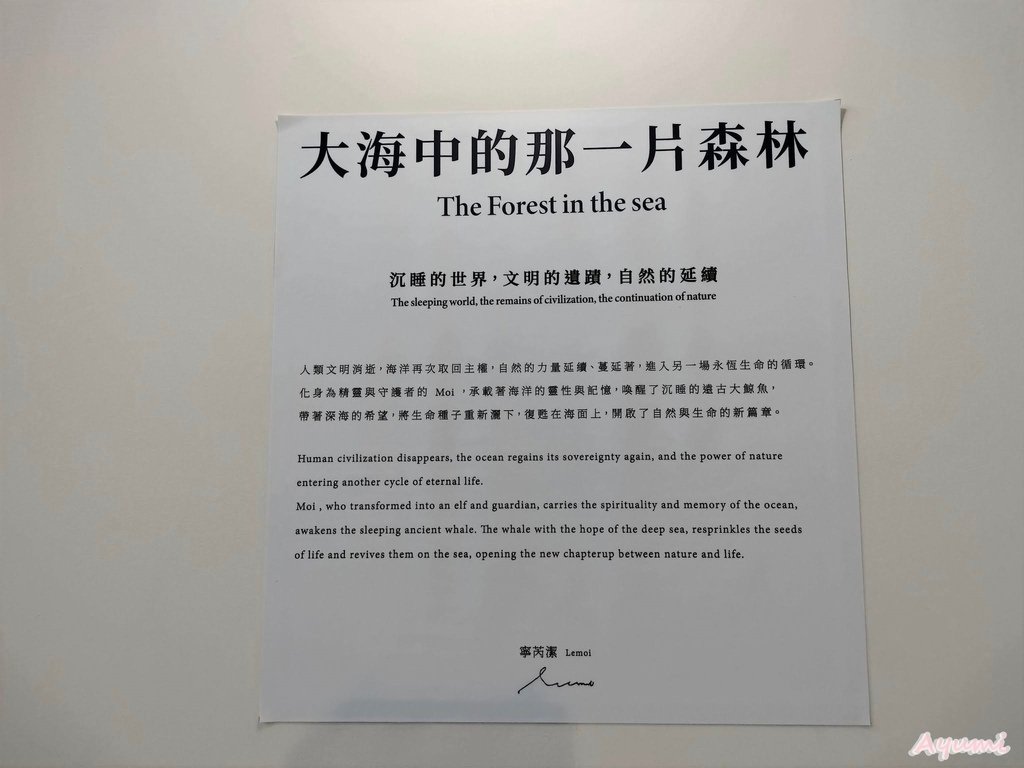 大海中的那一片森林
The Forest in the sea
沉睡的世界，文明的遺蹟，自然的延續
The sleeping world, the remains of civilization, the continuation of nature
人類文明消逝，海洋再次取回主權，自然的力量延續、蔓延著，進入另一場永恆生命的循環。
化身為精靈與守護者的 Moi ，承載著海洋的靈性與記憶，喚醒了沉睡的遠古大鯨魚，
帶著深海的希望，將生命種子重新灑下，復甦在海面上，開啟了自然與生命的新篇章。
Human civilization disappears, the ocean regains its sovereignty again, and the power of nature
entering another cycle of eternal life.
Moi , who transformed into an elf and guardian, carries the spirituality and memory of the ocean,
awakens the sleeping ancient whale. The whale with the hope of the deep sea, resprinkles the seeds
of life and revives them on the sea, opening the new chapterup between nature and life.
寧芮潔 Lemoi
Ayumi